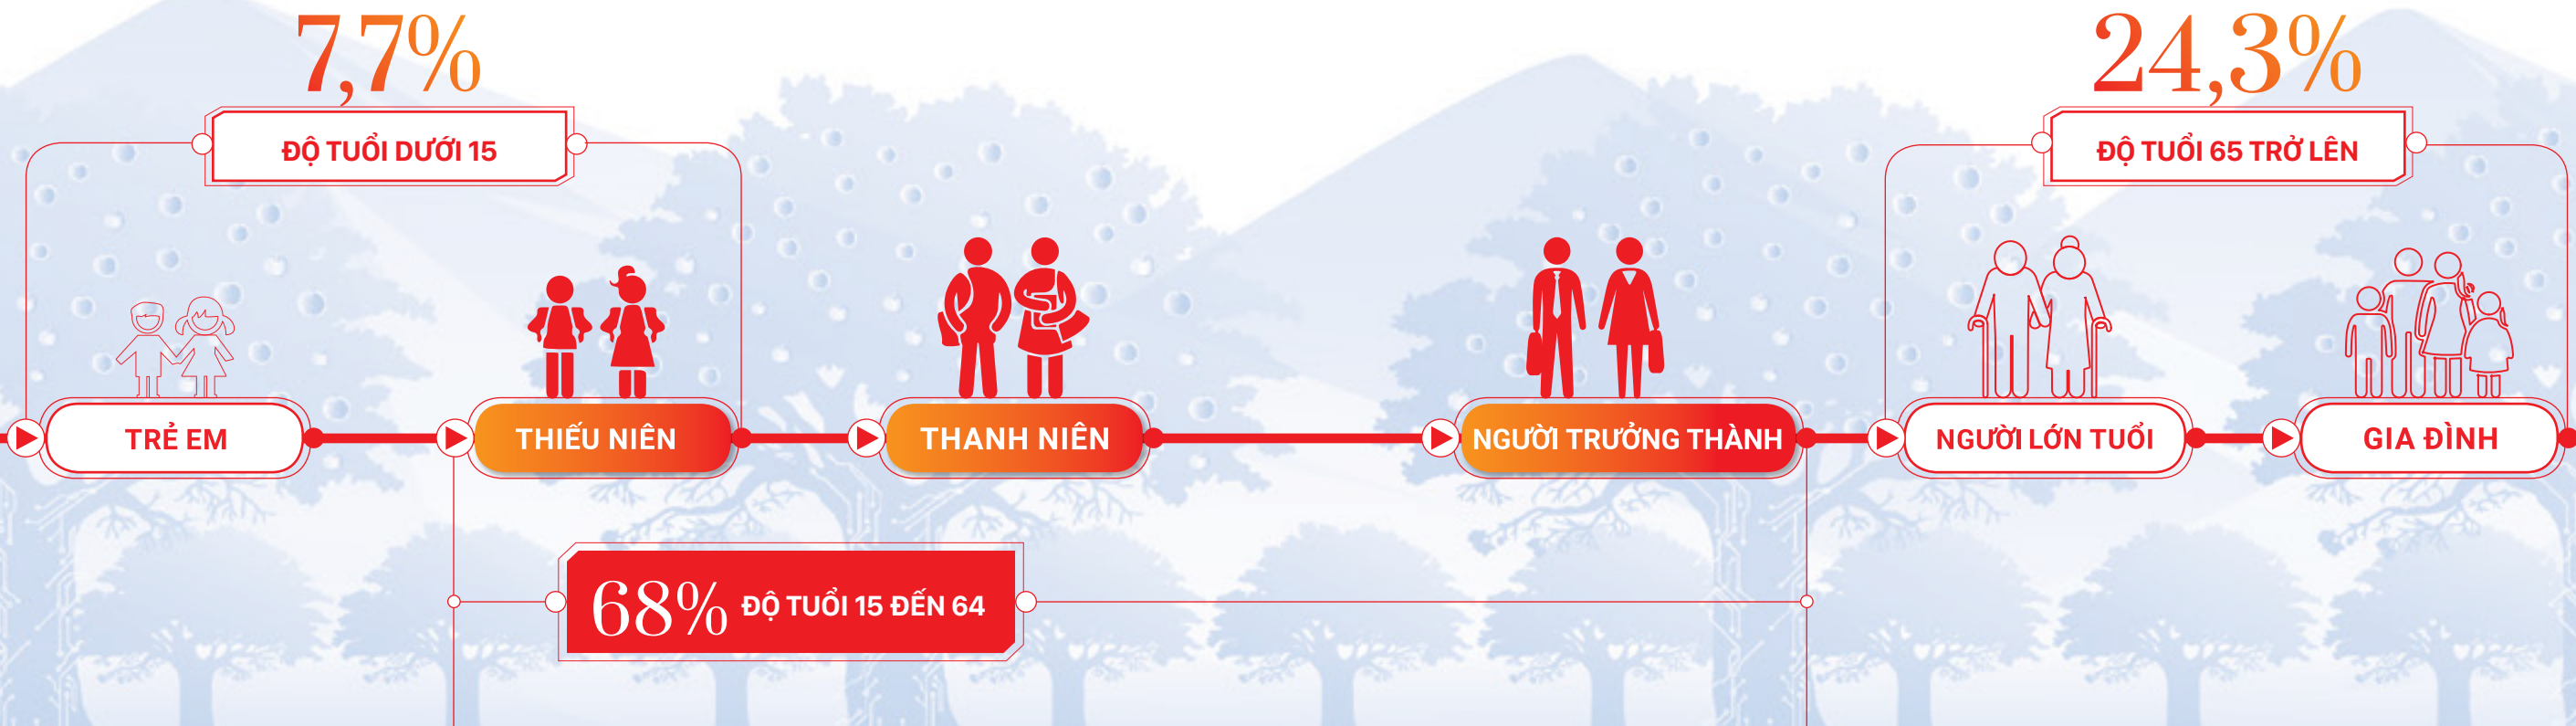 7,7%
ĐỘ TUỔI DƯỚI 15
24,3%
ĐỘ TUỔI 65 TRỞ LÊN
TRẺ EM
THIẾU NIÊN
THANH NIÊN
NGƯỜI TRƯỞNG THÀNH
NGƯỜI LỚN TUỔI
GIA ĐÌNH
68% ĐỘ TUỔI 15 ĐẾN 64